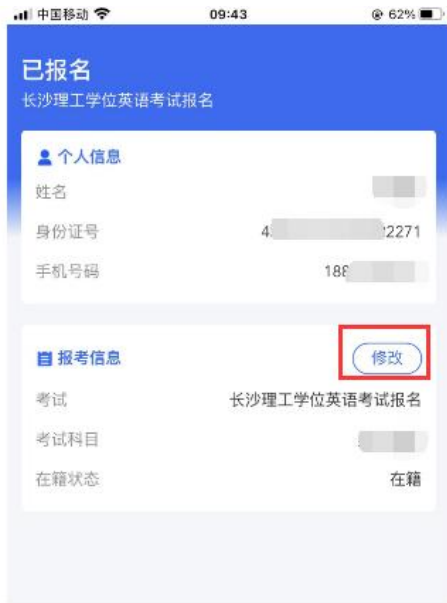 中国移动 09:43 62%
已报名
长沙理工学位英语考试报名
个人信息
姓名
身份证号 4 2271
手机号码 188
报考信息 修改
考试 长沙理工学位英语考试报名
考试科目
在籍状态 在籍